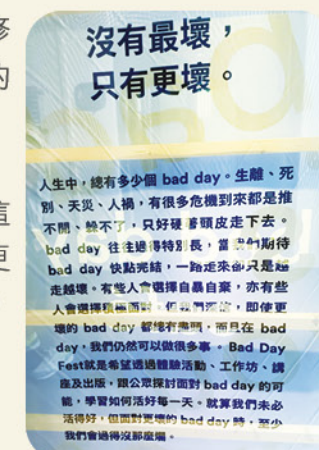 修
的
這
更
沒有最壞，
只有更壞。
人生中，總有多少個 bad day。生離、死
別、天災、人禍，有很多危機到來都是推
不開、躲不了，只好硬著頭皮走下去。
bad day 往往過得特別長，當我們期待
bad day 快點完結，一路走來卻只是越
走越壞。有些人會選擇自暴自棄，亦有些
人會選擇積極面對，但我們深信，即使更
壞的 bad day 都總有盡頭，而且在 bad
day，我們仍然可以做很多事。Bad Day
Fest就是希望透過體驗活動、工作坊、講
座及出版，跟公眾探討面對 bad day 的可
能，學習如何活好每一天。就算我們未必
活得好，但面對更壞的 bad day 時，至少
我們會過得沒那麼壞。